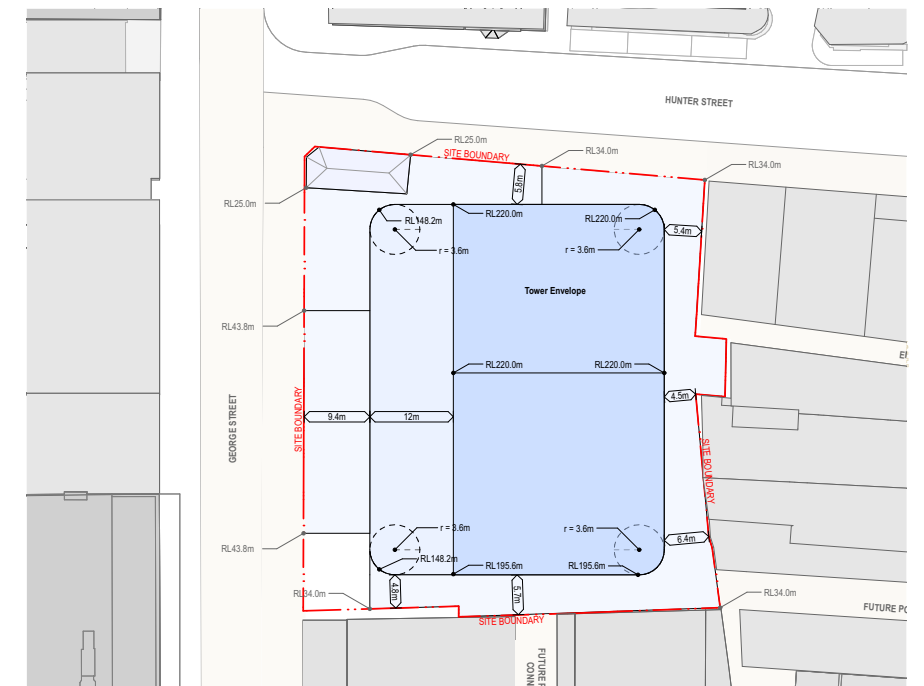 HUNTER STREET
RL25.0m
SITE BOUNDARY
RL34.0m
RL34.0m
5.8m
RL25.0m
RL148.2m
RL220.0m
RL220.0m
5.4m
r = 3.6m
r = 3.6m
Tower Envelope
RL43.8m
RL220.0m
RL220.0m
4.5m
9.4m
12m
SITE BOUNDARY
GEORGE STREET
SITE BOUNDARY
r = 3.6m
r = 3.6m
6.4m
RL43.8m
RL148.2m
RL195.6m
RL195.6m
4.8m
5.7m
RL34.0m
RL34.0m
SITE BOUNDARY
FUTURE
CONN